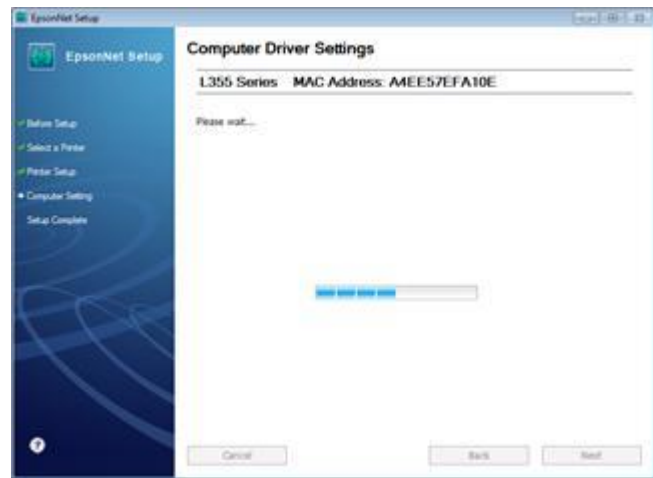 EpsonNet Setup
EpsonNet Setup
Computer Driver Settings
L355 Series MAC Address: A4EE57EFA10E
Please wait...
Before Setup
Select a Printer
Printer Setup
Computer Setting
Setup Complete
?
Cancel
Back
Next